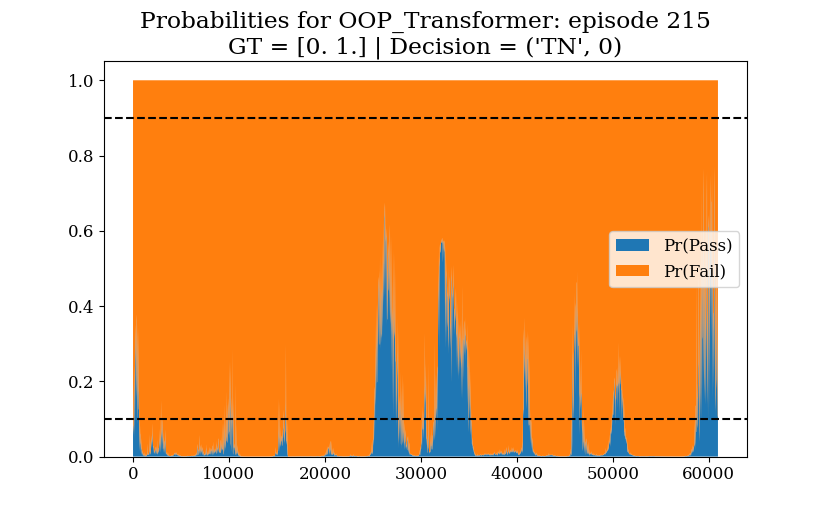 Probabilities for OOP_Transformer: episode 215
GT = [0. 1.] | Decision = ('TN', 0)
1.0
0.8
0.6
0.4
0.2
0.0
Pr(Pass)
Pr(Fail)
0 10000 20000 30000 40000 50000 60000